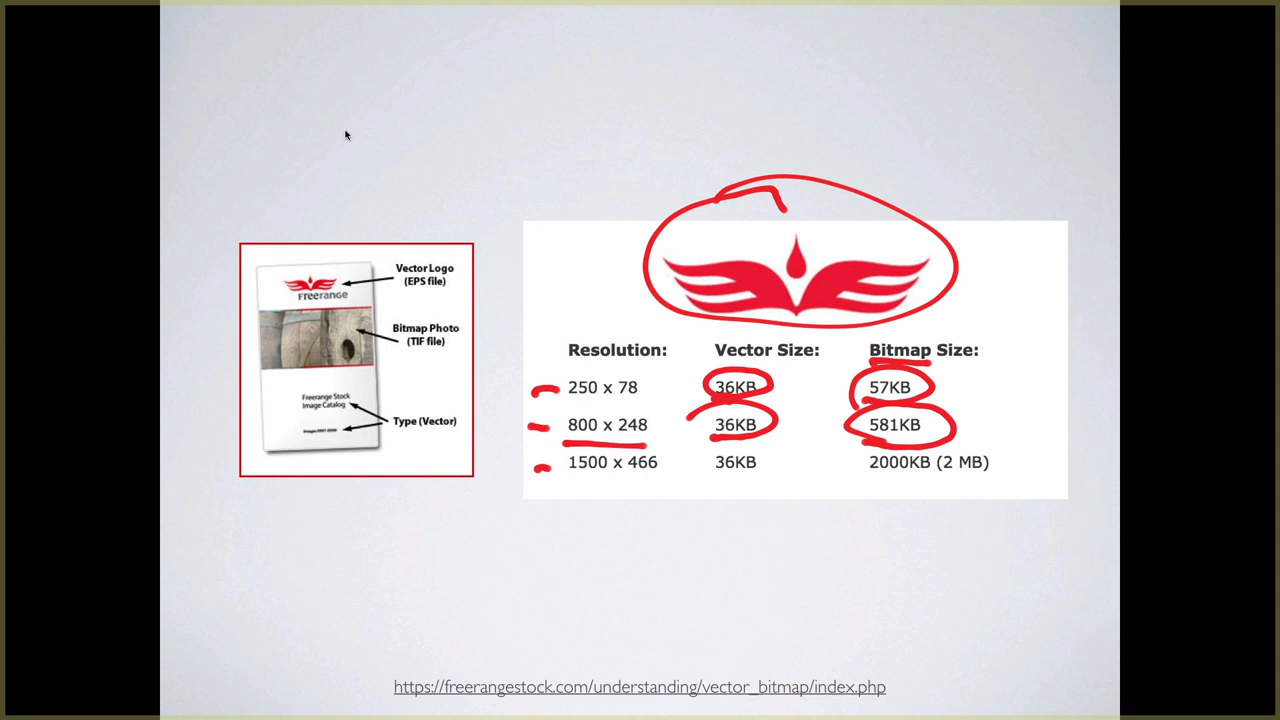 Vector Logo
(EPS file)
Freerange
Bitmap Photo
(TIF file)
Freerange Stock
Image Catalog
Type (Vector)
Resolution: Vector Size: Bitmap Size:
250 x 78 36KB 57KB
800 x 248 36KB 581KB
1500 x 466 36KB 2000KB (2 MB)
https://freerangestock.com/understanding/vector_bitmap/index.php